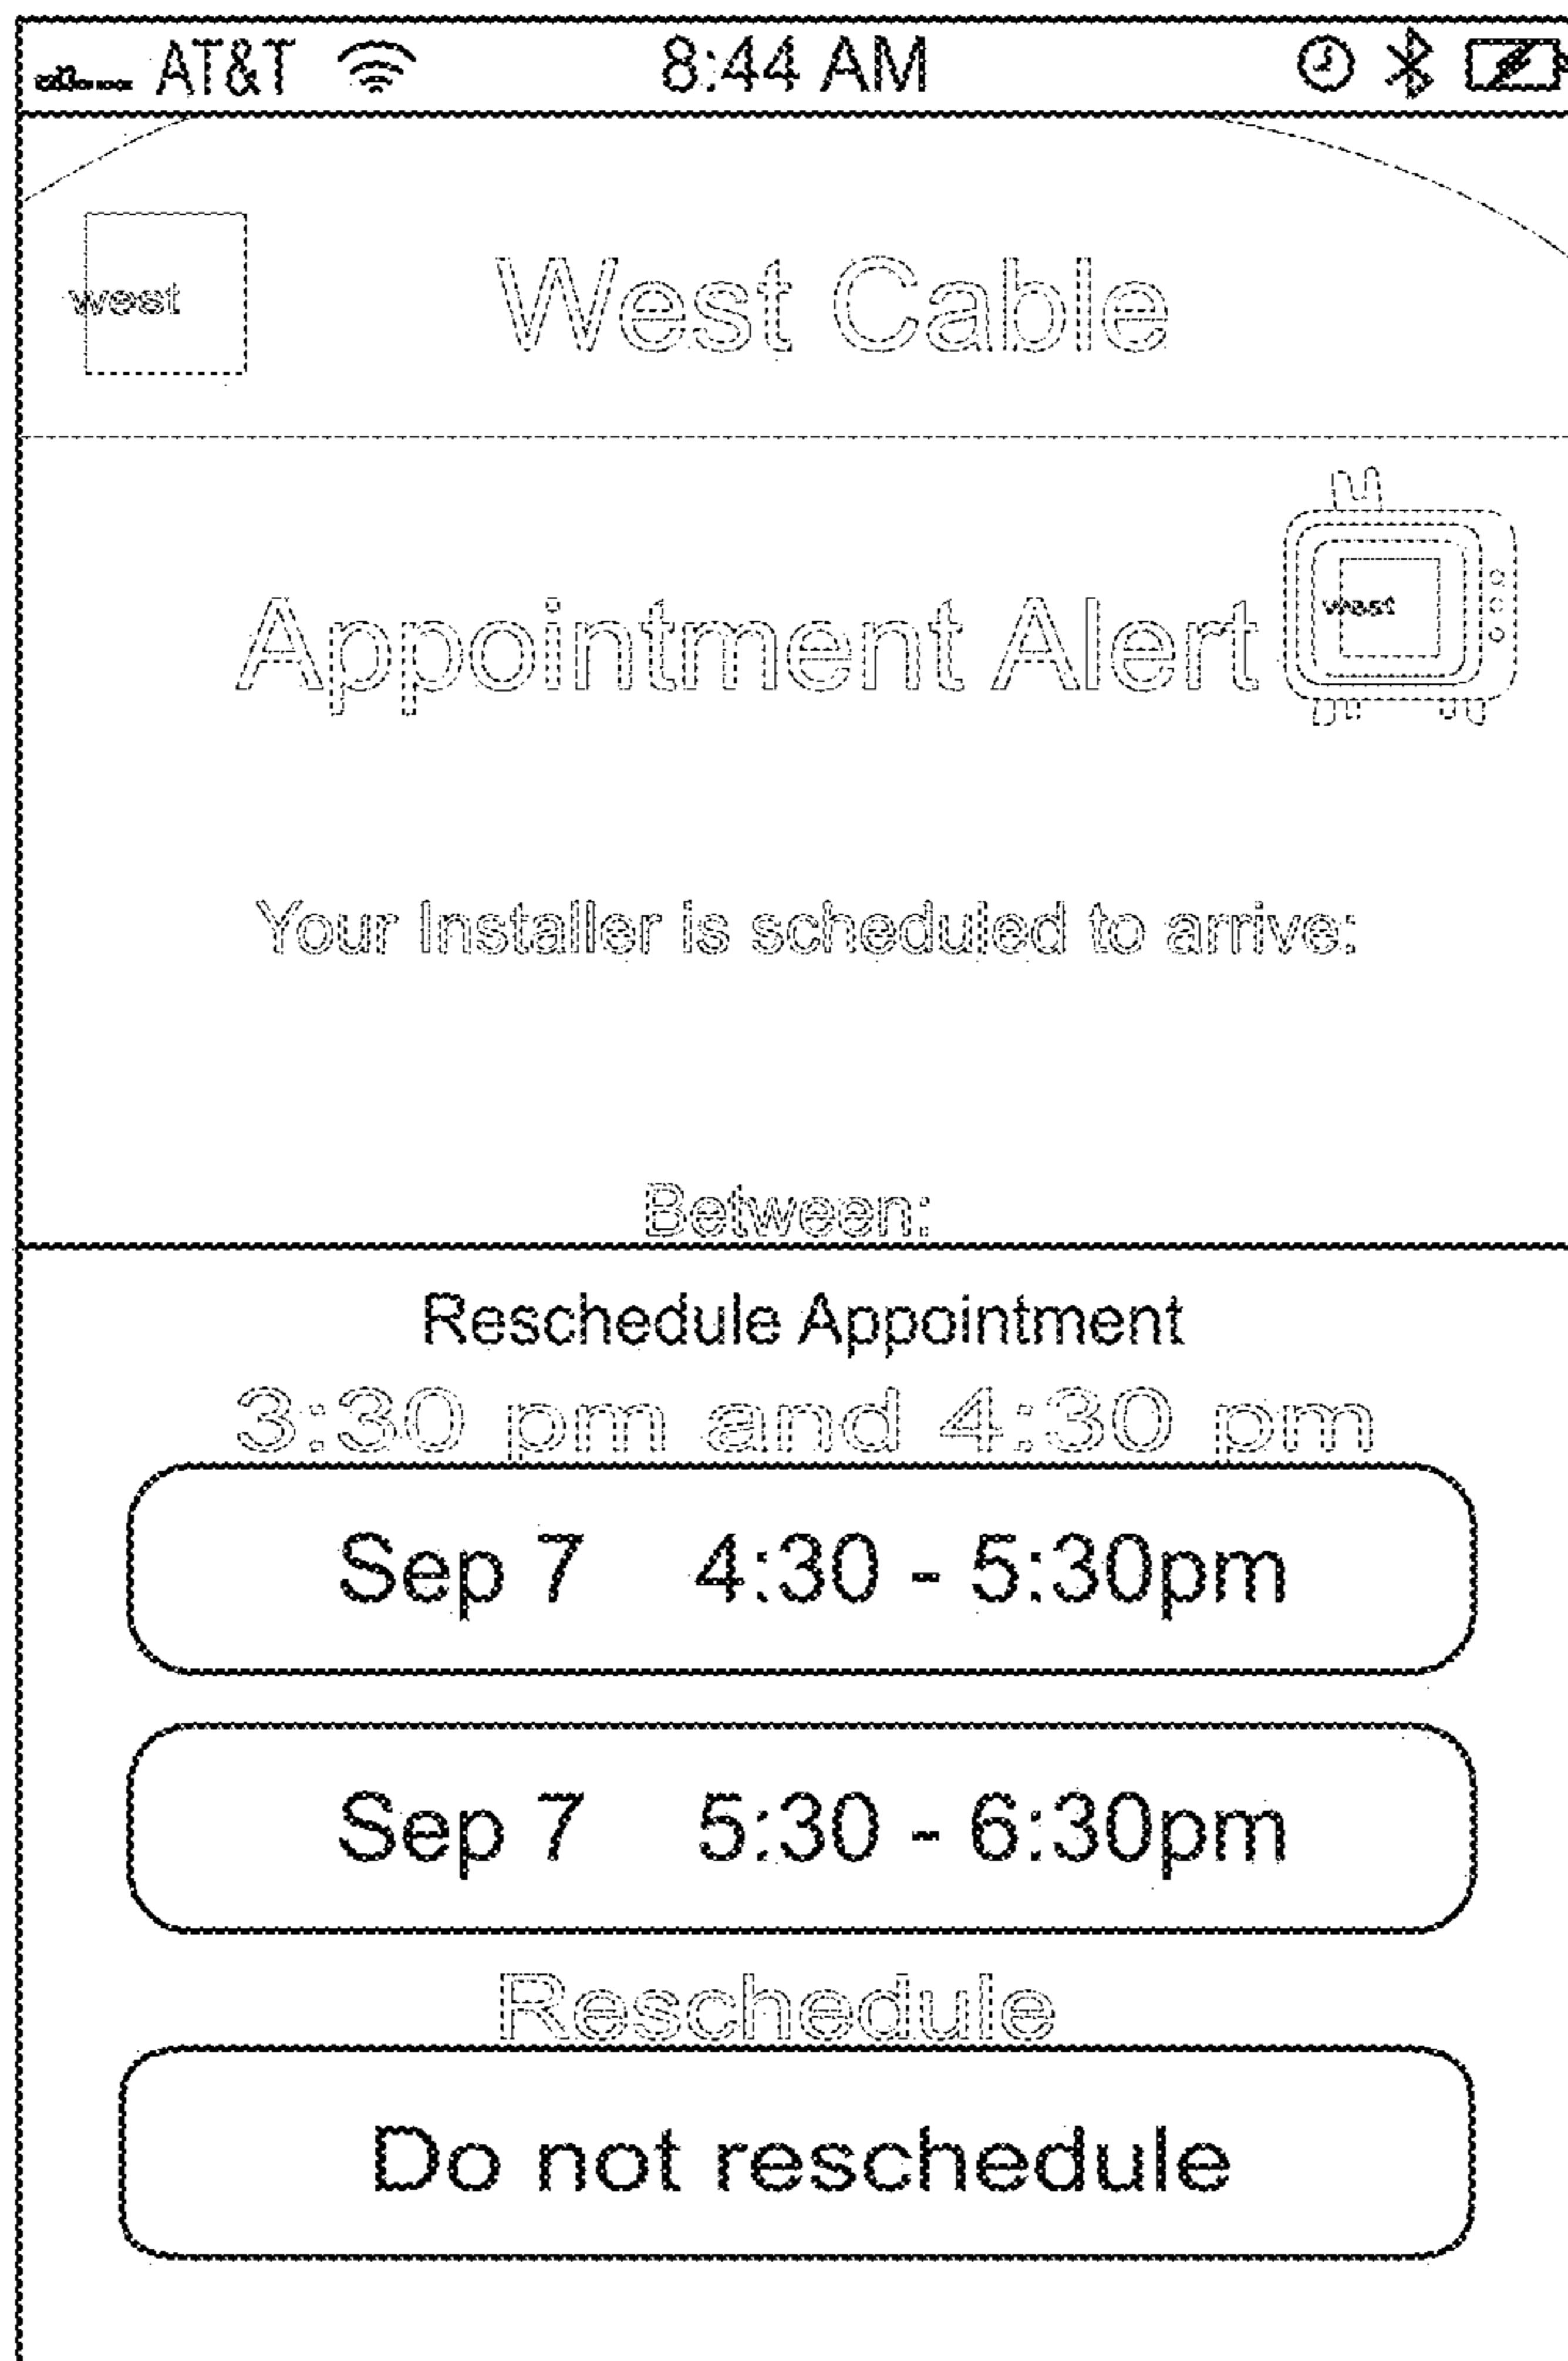 AT&T 8:44 AM
west West Cable
Appointment Alert west
Your Installer is scheduled to arrive:
Between:
Reschedule Appointment
3:30 pm and 4:30 pm
Sep 7 4:30 - 5:30pm
Sep 7 5:30 - 6:30pm
Reschedule
Do not reschedule